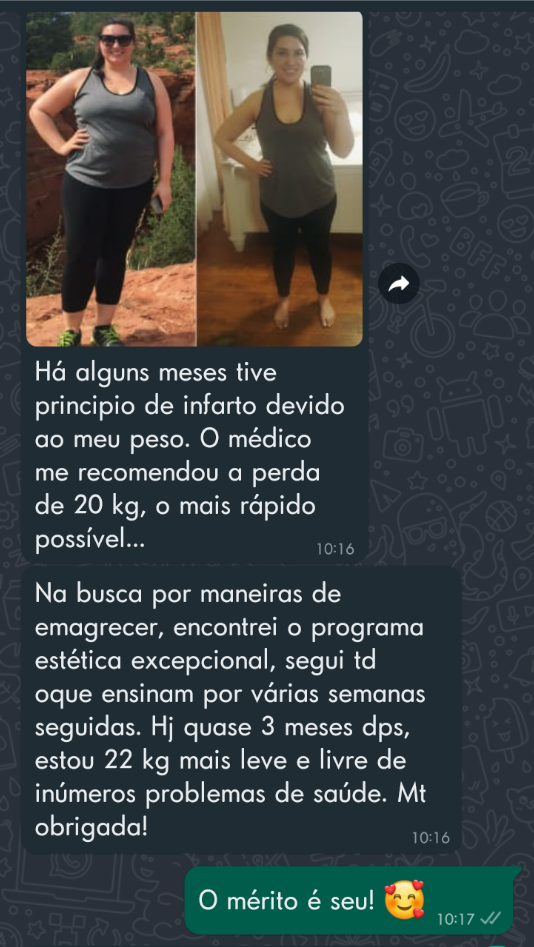 Há alguns meses tive
principio de infarto devido
ao meu peso. O médico
me recomendou a perda
de 20 kg, o mais rápido
possível...
10:16
Na busca por maneiras de
emagrecer, encontrei o programa
estética excepcional, segui td
oque ensinam por várias semanas
seguidas. Hj quase 3 meses dps,
estou 22 kg mais leve e livre de
inúmeros problemas de saúde. Mt
obrigada!
10:16
O mérito é seu! 🥰
10:17